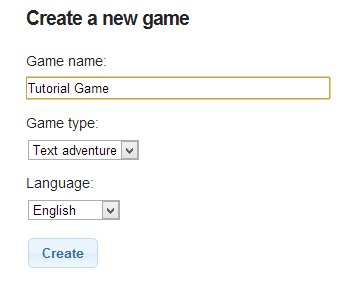 Create a new game
Game name:
Tutorial Game
Game type:
Text adventure
Language:
English
Create